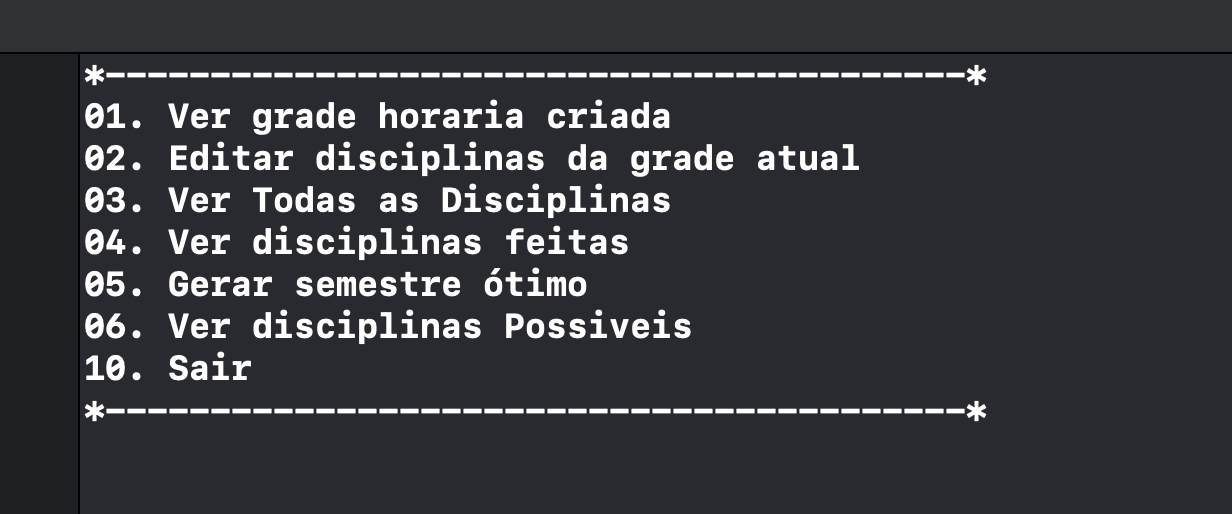 *-----------------------------------------*
01. Ver grade horaria criada
02. Editar disciplinas da grade atual
03. Ver Todas as Disciplinas
04. Ver disciplinas feitas
05. Gerar semestre ótimo
06. Ver disciplinas Possiveis
10. Sair
*-----------------------------------------*